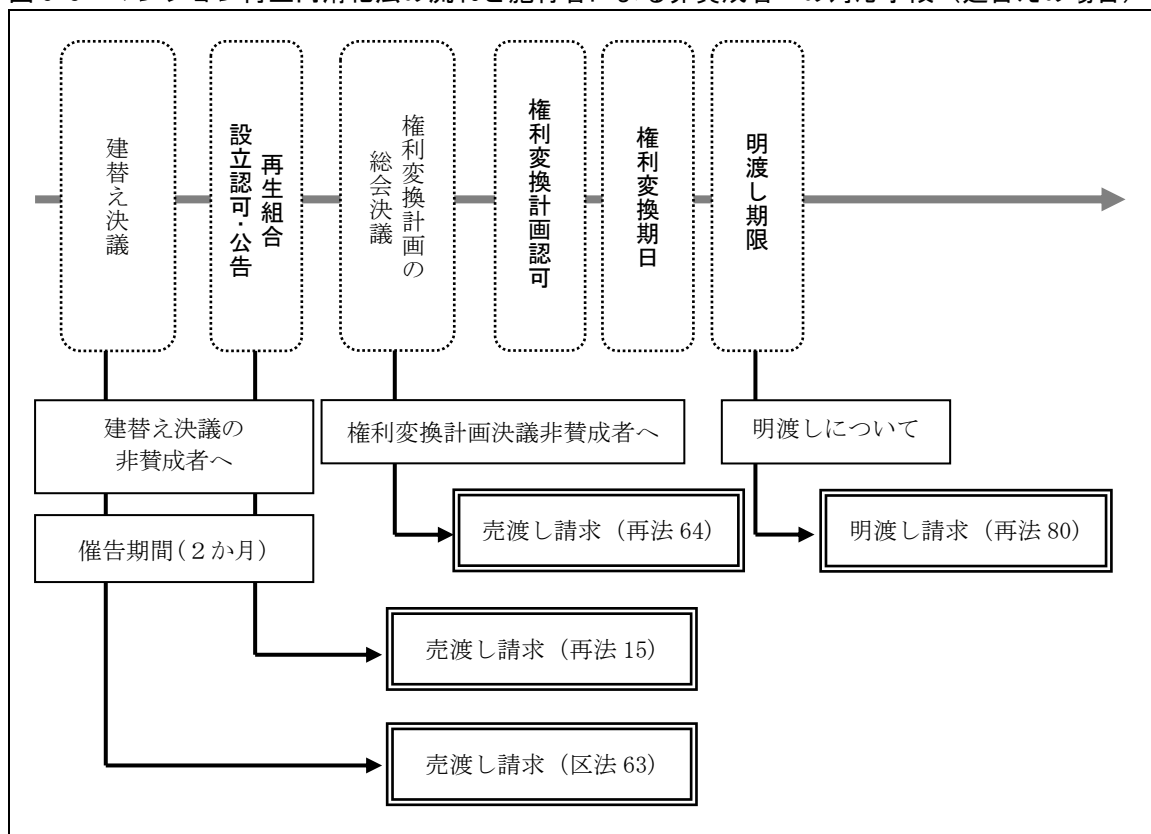 建替え決議
再生組合
設立認可・公告
権利変換計画の
総会決議
権利変換計画認可
権利変換期日
明渡し期限
建替え決議の
非賛成者へ
権利変換計画決議非賛成者へ
明渡しについて
売渡し請求（再法 64）
明渡し請求（再法 80）
催告期間（２か月）
売渡し請求（再法 15）
売渡し請求（区法 63）